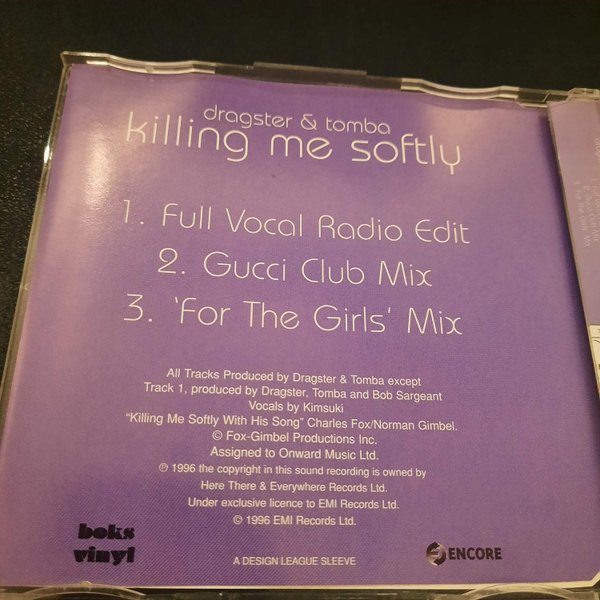 dragster & tomba
killing me softly
1. Full Vocal Radio Edit
2. Gucci Club Mix
3. 'For The Girls' Mix
All Tracks Produced by Dragster & Tomba except
Track 1, produced by Dragster, Tomba and Bob Sargeant
Vocals by Kimsuki
"Killing Me Softly With His Song" Charles Fox/Norman Gimbel.
© Fox-Gimbel Productions Inc.
Assigned to Onward Music Ltd.
℗ 1996 the copyright in this sound recording is owned by
Here There & Everywhere Records Ltd.
Under exclusive licence to EMI Records Ltd.
© 1996 EMI Records Ltd.
boks
vinyl
ENCORE
A DESIGN LEAGUE SLEEVE